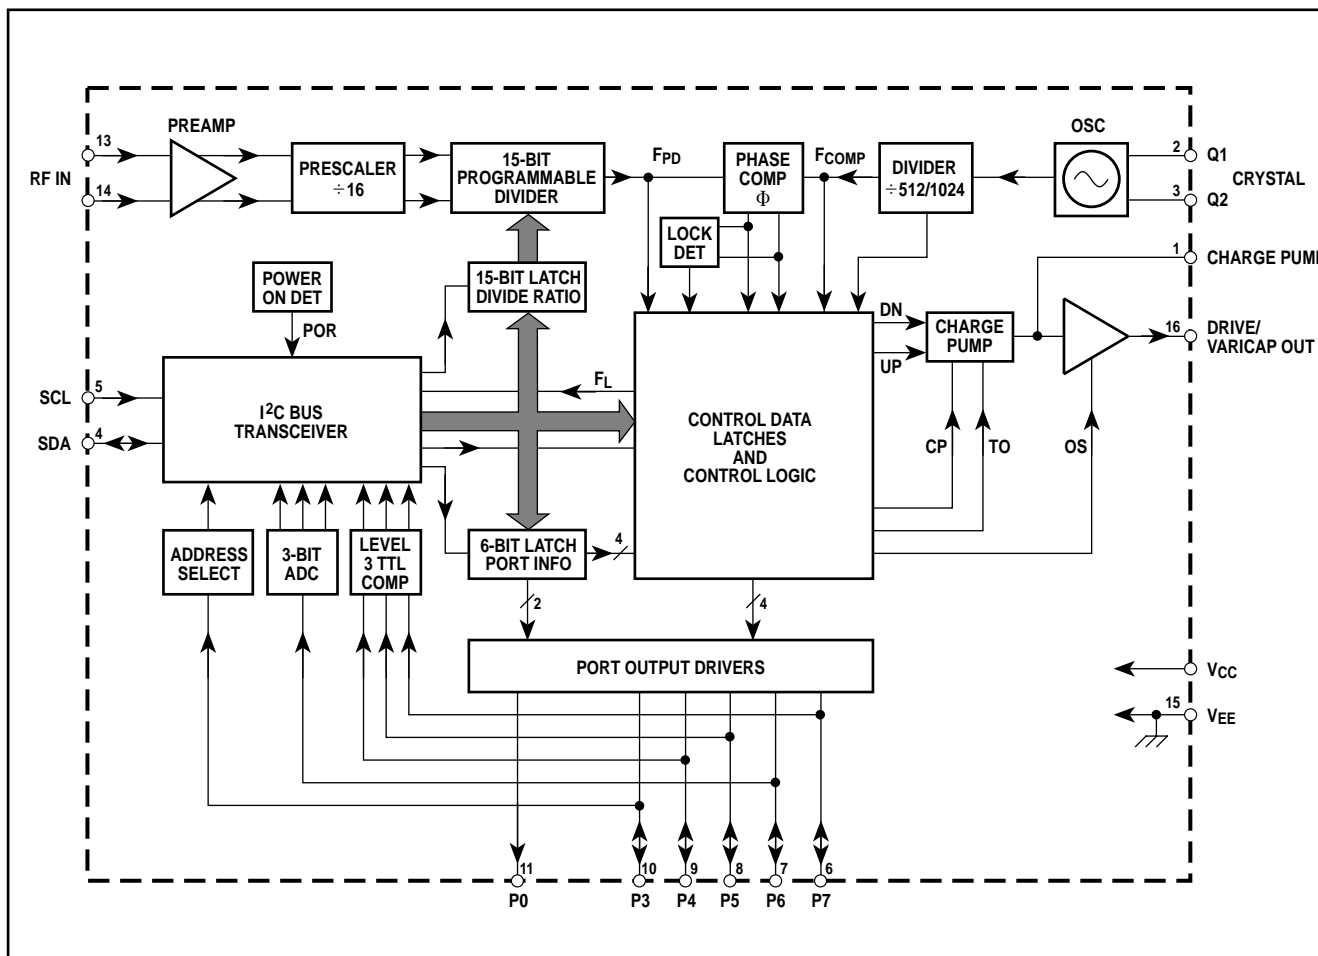 PREAMP
OSC
13
RF IN
14
PRESCALER
÷16
15-BIT
PROGRAMMABLE
DIVIDER
FPD
PHASE
COMP
Φ
FCOMP
DIVIDER
÷512/1024
2
Q1
CRYSTAL
3
Q2
LOCK
DET
1
CHARGE PUMP
POWER
ON DET
POR
15-BIT LATCH
DIVIDE RATIO
DN
UP
CHARGE
PUMP
16
DRIVE/
VARICAP OUT
SCL
5
SDA
4
I2C BUS
TRANSCEIVER
FL
CONTROL DATA
LATCHES
AND
CONTROL LOGIC
CP
TO
OS
ADDRESS
SELECT
3-BIT
ADC
LEVEL
3 TTL
COMP
6-BIT LATCH
PORT INFO
4
2
4
PORT OUTPUT DRIVERS
VCC
15
VEE
11
10
9
8
7
6
P0
P3
P4
P5
P6
P7